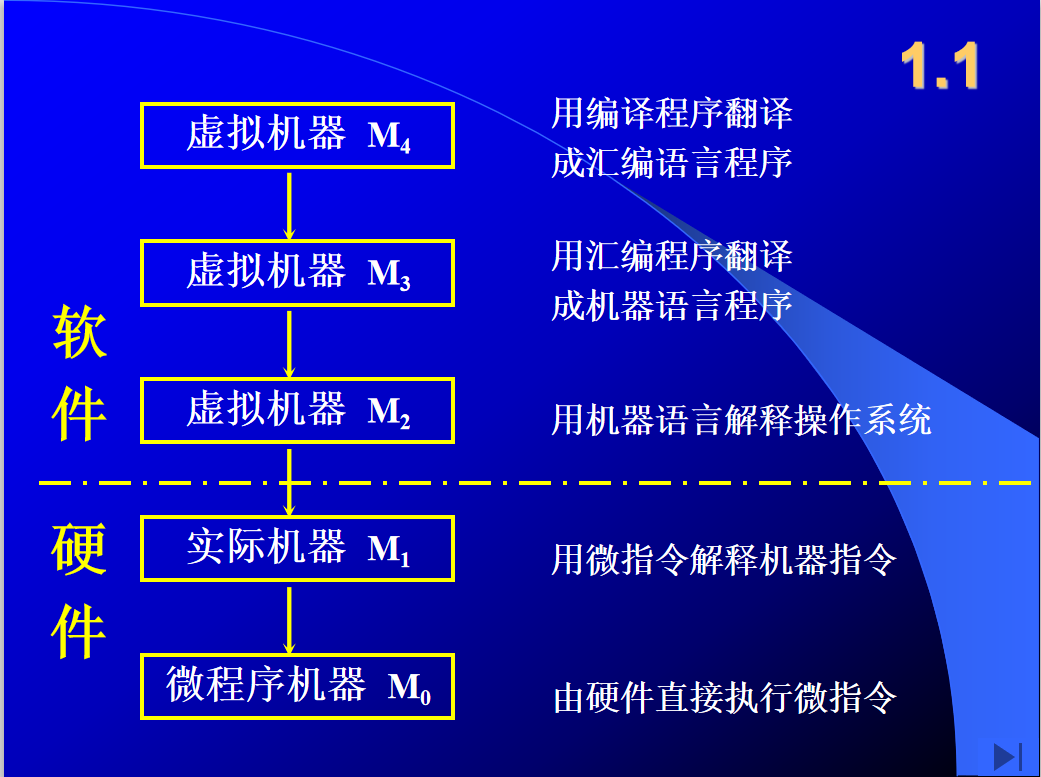 1.1
虚拟机器 M4
用编译程序翻译
成汇编语言程序
虚拟机器 M3
用汇编程序翻译
成机器语言程序
软件
虚拟机器 M2
用机器语言解释操作系统
硬件
实际机器 M1
用微指令解释机器指令
微程序机器 M0
由硬件直接执行微指令